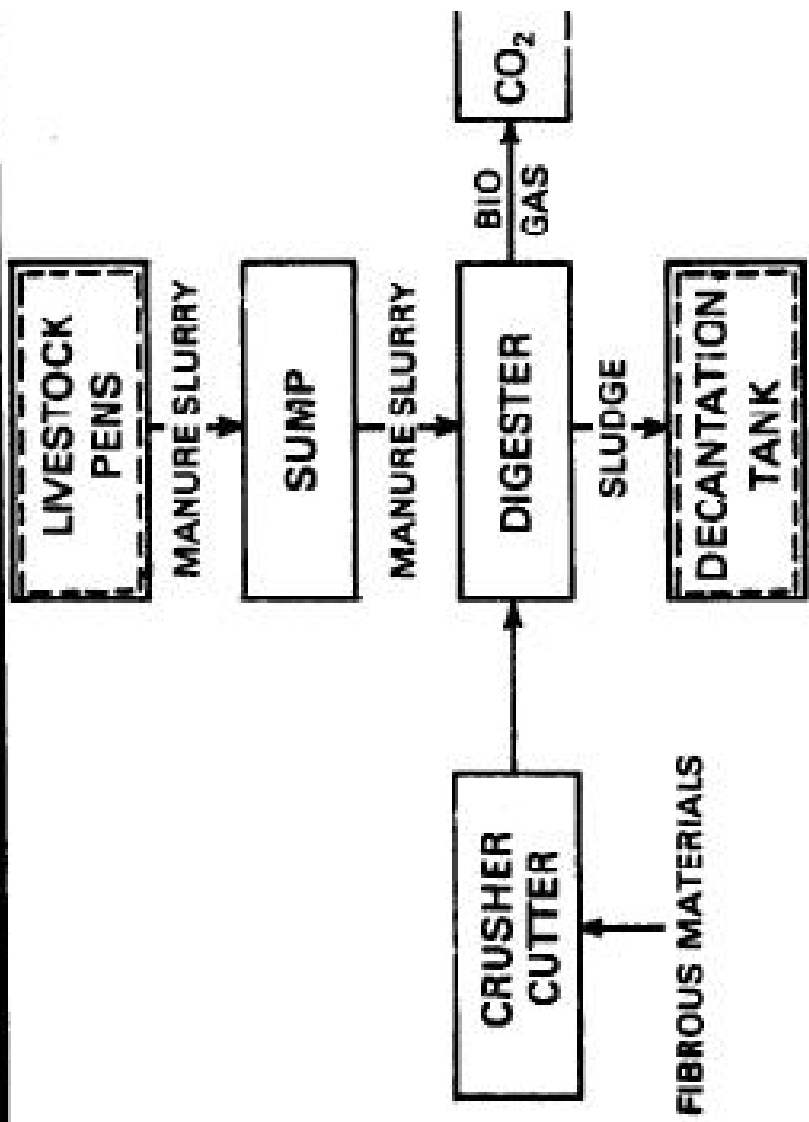 LIVESTOCK
PENS
MANURE SLURRY
SUMP
MANURE SLURRY
DIGESTER
BIO
GAS
CO₂
SLUDGE
DECANTATION
TANK
CRUSHER
CUTTER
FIBROUS MATERIALS